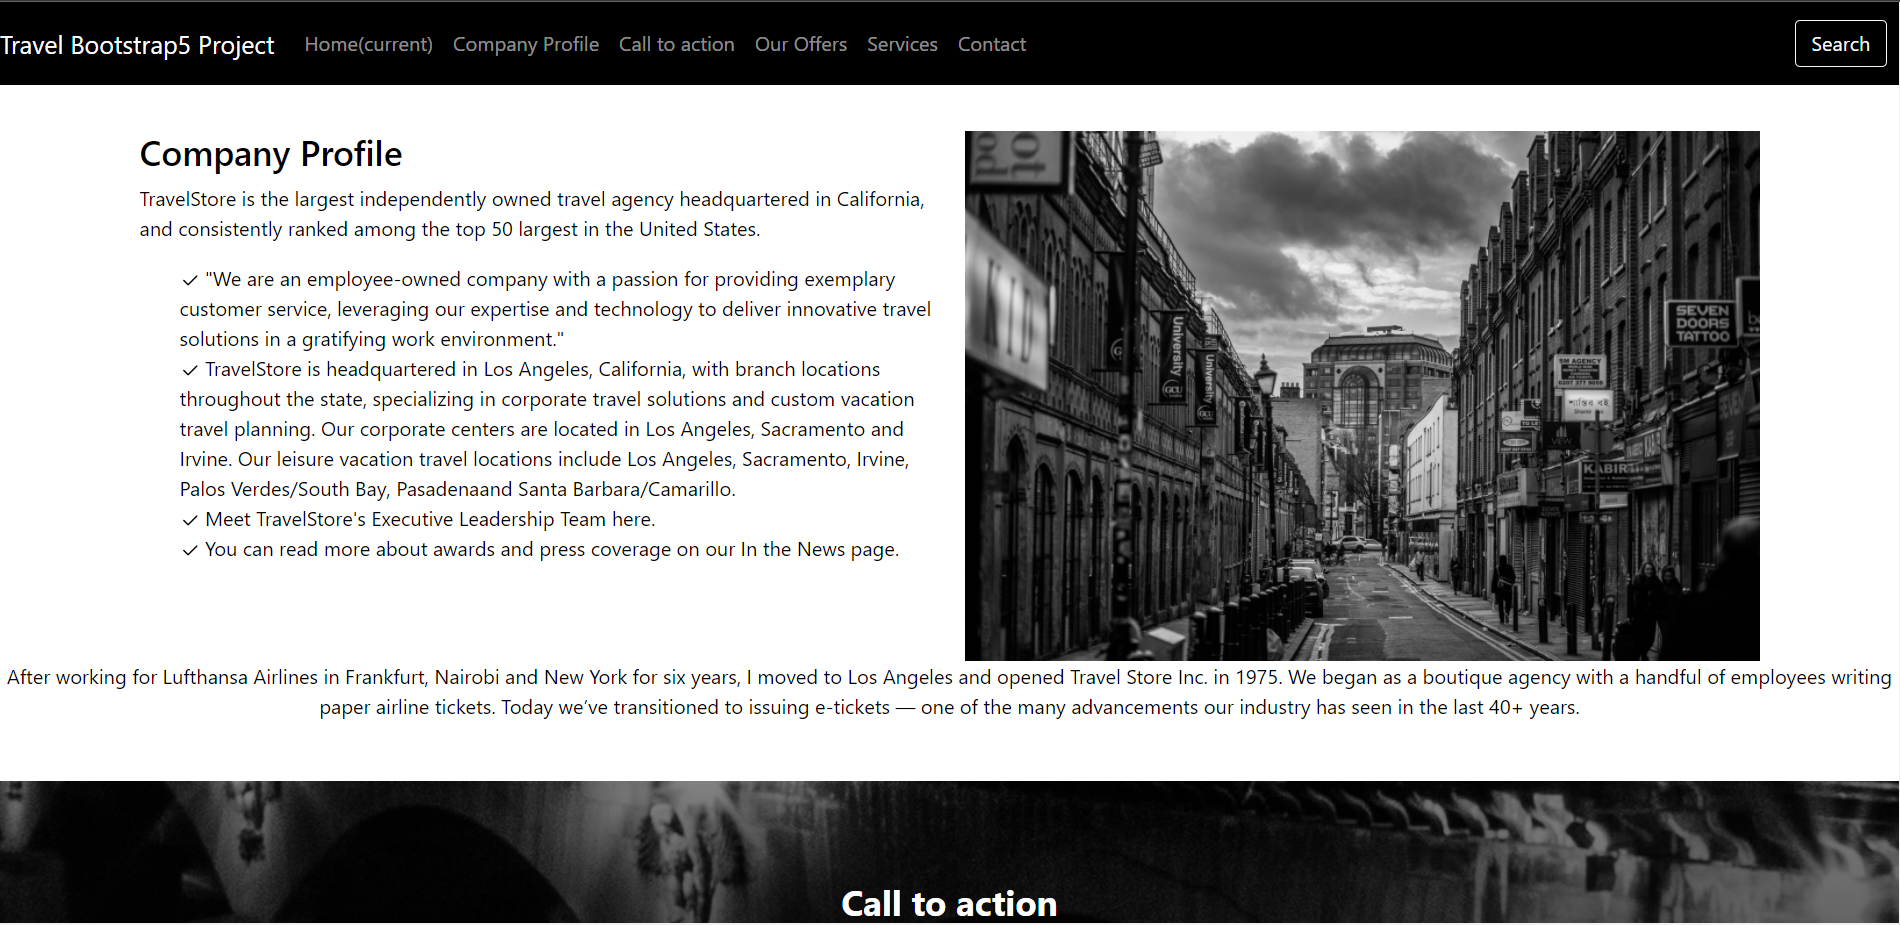 Travel Bootstrap5 Project Home(current) Company Profile Call to action Our Offers Services Contact Search
Company Profile
TravelStore is the largest independently owned travel agency headquartered in California,
and consistently ranked among the top 50 largest in the United States.
✓ "We are an employee-owned company with a passion for providing exemplary
customer service, leveraging our expertise and technology to deliver innovative travel
solutions in a gratifying work environment."
✓ TravelStore is headquartered in Los Angeles, California, with branch locations
throughout the state, specializing in corporate travel solutions and custom vacation
travel planning. Our corporate centers are located in Los Angeles, Sacramento and
Irvine. Our leisure vacation travel locations include Los Angeles, Sacramento, Irvine,
Palos Verdes/South Bay, Pasadenaand Santa Barbara/Camarillo.
✓ Meet TravelStore's Executive Leadership Team here.
✓ You can read more about awards and press coverage on our In the News page.
KID
University
GCU
University
GCU
SEVEN
DOORS
TATTOO
SM AGENCY
0207 377 9059
VIEW
KABIR
After working for Lufthansa Airlines in Frankfurt, Nairobi and New York for six years, I moved to Los Angeles and opened Travel Store Inc. in 1975. We began as a boutique agency with a handful of employees writing
paper airline tickets. Today we’ve transitioned to issuing e-tickets — one of the many advancements our industry has seen in the last 40+ years.
Call to action